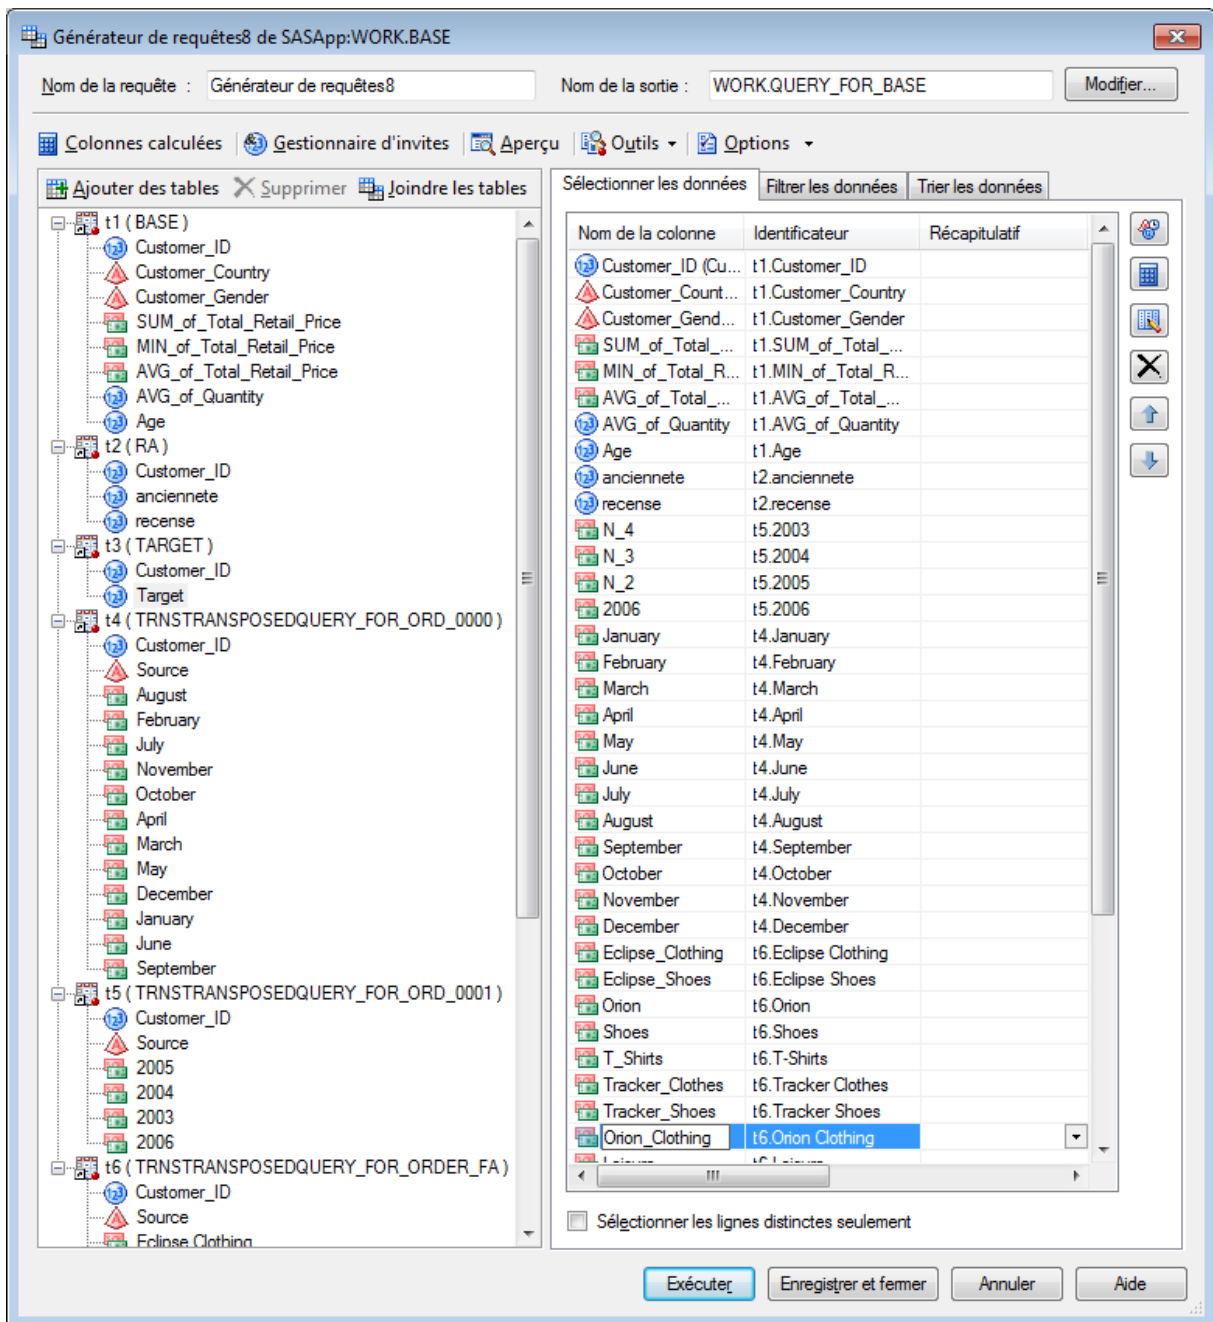 Générateur de requêtes8 de SASApp:WORK.BASE
Nom de la requête : Générateur de requêtes8 Nom de la sortie : WORK.QUERY_FOR_BASE Modifier...
Colonnes calculées Gestionnaire d'invites Aperçu Outils Options
Ajouter des tables Supprimer Joindre les tables
t1 ( BASE )
Customer_ID
Customer_Country
Customer_Gender
SUM_of_Total_Retail_Price
MIN_of_Total_Retail_Price
AVG_of_Total_Retail_Price
AVG_of_Quantity
Age
t2 ( RA )
Customer_ID
anciennete
recense
t3 ( TARGET )
Customer_ID
Target
t4 ( TRNSTRANSPOSEDQUERY_FOR_ORD_0000 )
Customer_ID
Source
August
February
July
November
October
April
March
May
December
January
June
September
t5 ( TRNSTRANSPOSEDQUERY_FOR_ORD_0001 )
Customer_ID
Source
2005
2004
2003
2006
t6 ( TRNSTRANSPOSEDQUERY_FOR_ORDER_FA )
Customer_ID
Source
Eclipse Clothing
Sélectionner les données Filtrer les données Trier les données
Nom de la colonne Identificateur Récapitulatif
Customer_ID (Cu... t1.Customer_ID
Customer_Count... t1.Customer_Country
Customer_Gend... t1.Customer_Gender
SUM_of_Total_... t1.SUM_of_Total_...
MIN_of_Total_R... t1.MIN_of_Total_R...
AVG_of_Total_... t1.AVG_of_Total_...
AVG_of_Quantity t1.AVG_of_Quantity
Age t1.Age
anciennete t2.anciennete
recense t2.recense
N_4 t5.2003
N_3 t5.2004
N_2 t5.2005
2006 t5.2006
January t4.January
February t4.February
March t4.March
April t4.April
May t4.May
June t4.June
July t4.July
August t4.August
September t4.September
October t4.October
November t4.November
December t4.December
Eclipse_Clothing t6.Eclipse Clothing
Eclipse_Shoes t6.Eclipse Shoes
Orion t6.Orion
Shoes t6.Shoes
T_Shirts t6.T-Shirts
Tracker_Clothes t6.Tracker Clothes
Tracker_Shoes t6.Tracker Shoes
Orion_Clothing t6.Orion Clothing
Sélectionner les lignes distinctes seulement
Exécuter Enregistrer et fermer Annuler Aide